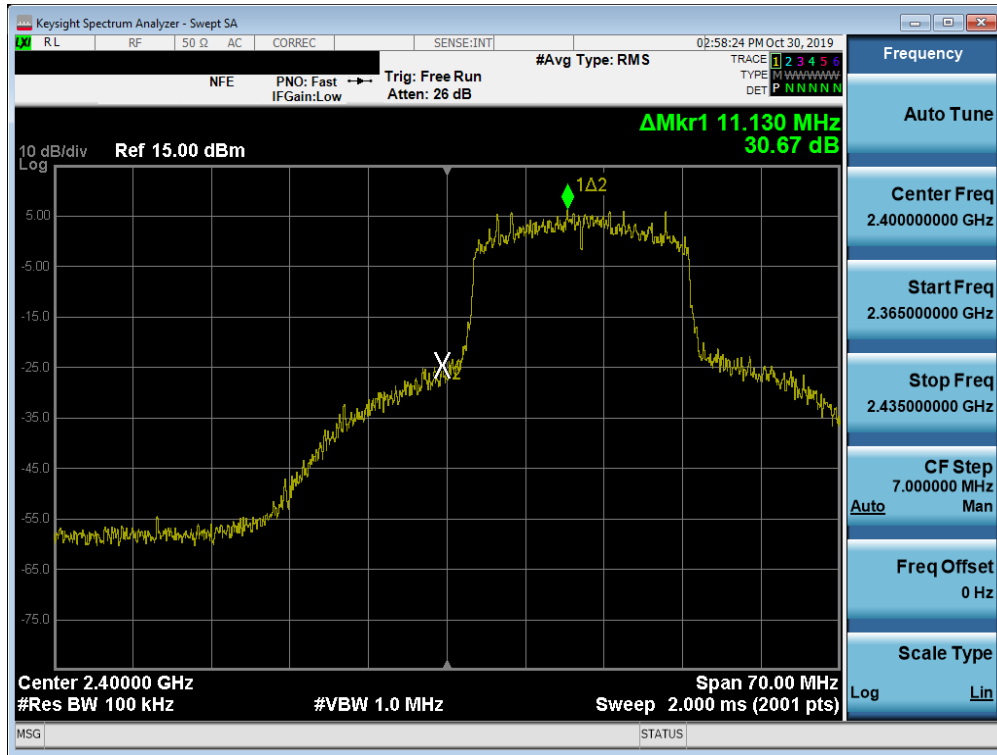 Keysight Spectrum Analyzer - Swept SA
LXI RL RF 50 Ω AC CORREC SENSE:INT 02:58:24 PM Oct 30, 2019
NFE PNO: Fast Trig: Free Run #Avg Type: RMS TRACE 1 2 3 4 5 6
IFGain:Low Atten: 26 dB TYPE M W W W W W
DET P N N N N N
ΔMkr1 11.130 MHz
30.67 dB
10 dB/div Ref 15.00 dBm
Log
1Δ2
5.00
-5.00
-15.0
-25.0
X2
-35.0
-45.0
-55.0
-65.0
-75.0
Center 2.40000 GHz Span 70.00 MHz
#Res BW 100 kHz #VBW 1.0 MHz Sweep 2.000 ms (2001 pts)
MSG STATUS
Frequency
Auto Tune
Center Freq
2.400000000 GHz
Start Freq
2.365000000 GHz
Stop Freq
2.435000000 GHz
CF Step
7.000000 MHz
Auto Man
Freq Offset
0 Hz
Scale Type
Log Lin